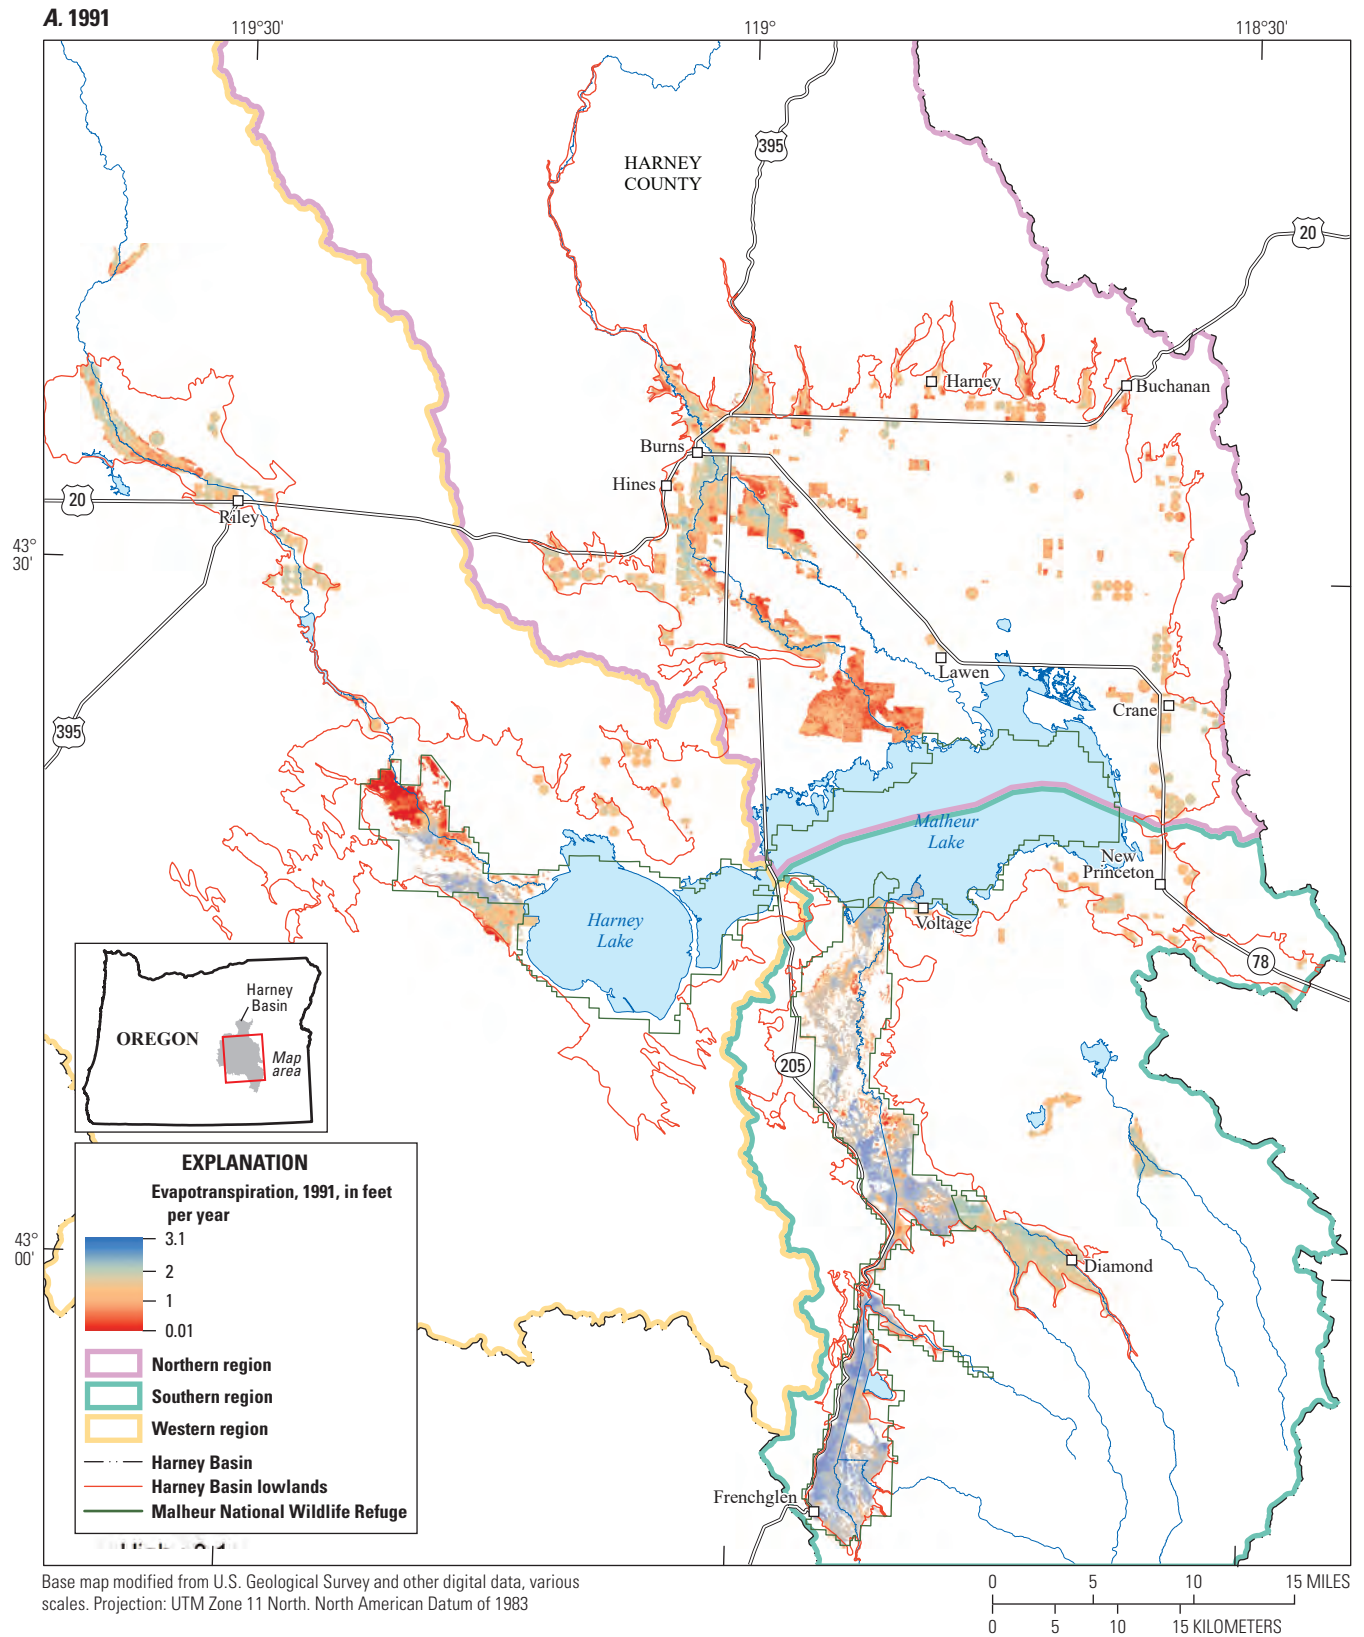 A. 1991
119°30'
119°
118°30'
HARNEY
COUNTY
395
20
Harney
Buchanan
Burns
Hines
20
Riley
43°
30'
Lawen
Crane
395
Malheur
Lake
New
Princeton
Harney
Lake
Voltage
78
Harney
Basin
OREGON
Map
area
205
EXPLANATION
Evapotranspiration, 1991, in feet
per year
3.1
2
1
0.01
Northern region
Southern region
Western region
Harney Basin
Harney Basin lowlands
Malheur National Wildlife Refuge
43°
00'
Diamond
Frenchglen
Base map modified from U.S. Geological Survey and other digital data, various
scales. Projection: UTM Zone 11 North. North American Datum of 1983
0 5 10 15 MILES
0 5 10 15 KILOMETERS